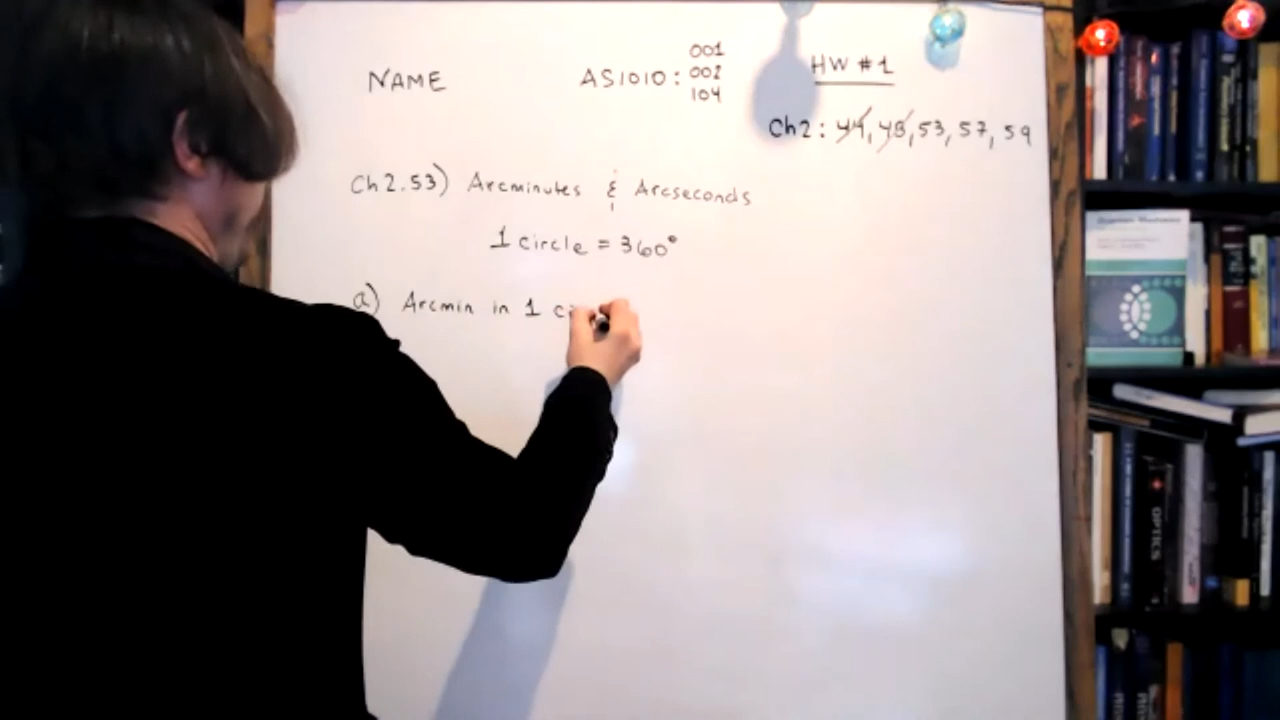 NAME
AS1010: 001
002
104
HW #1
Ch2: 44, 48, 53, 57, 59
Ch2.53) Arcminutes & Arcseconds
1 circle = 360°
a) Arcmin in 1 c
OPTICS